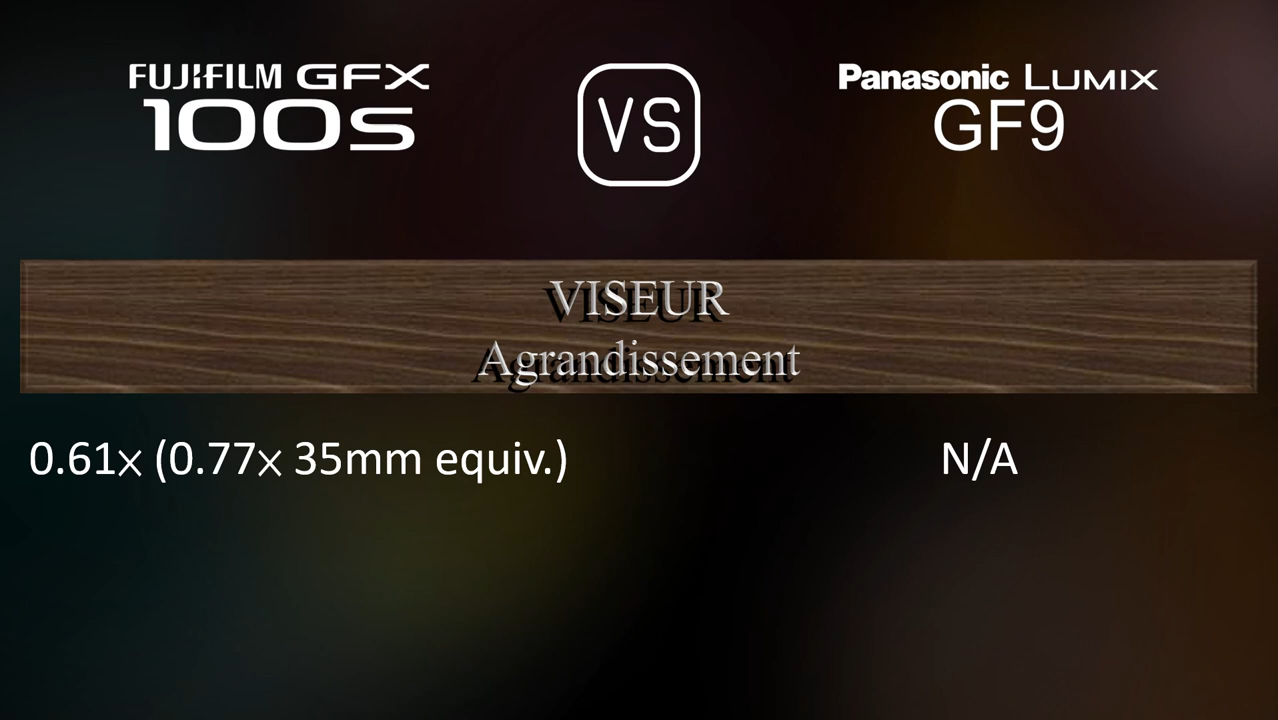 FUJIFILM GFX
100S
VS
Panasonic LUMIX
GF9
VISEUR
Agrandissement
0.61x (0.77x 35mm equiv.)
N/A